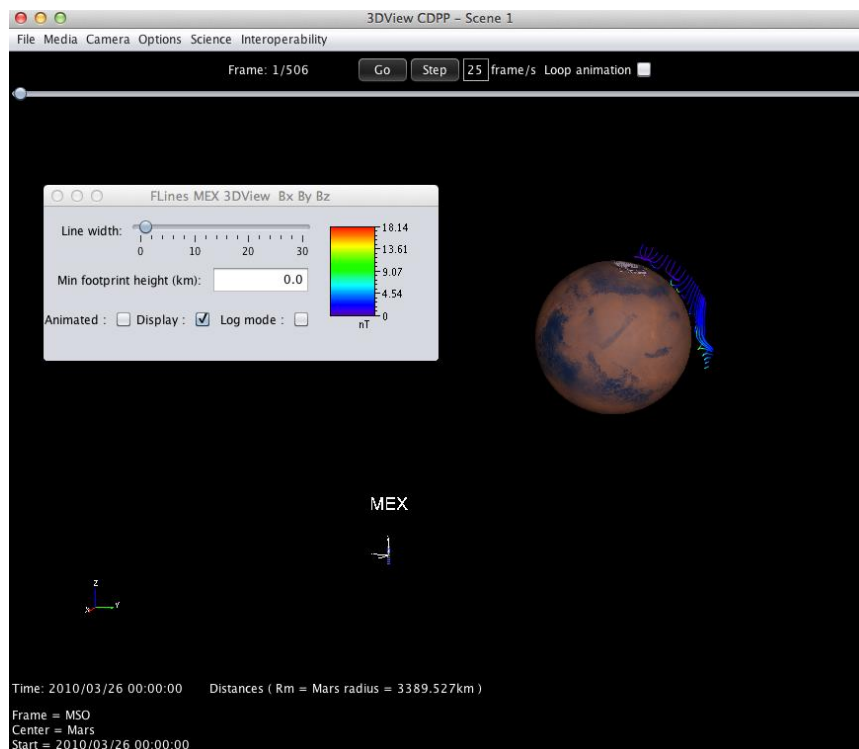 3DView CDPP - Scene 1
File Media Camera Options Science Interoperability
Frame: 1/506 Go Step 25 frame/s Loop animation
FLines MEX 3DView Bx By Bz
Line width:
0 10 20 30
Min footprint height (km): 0.0
Animated : Display : Log mode :
18.14
13.61
9.07
4.54
0
nT
MEX
Z
X Y
Time: 2010/03/26 00:00:00 Distances ( Rm = Mars radius = 3389.527km )
Frame = MSO
Center = Mars
Start = 2010/03/26 00:00:00